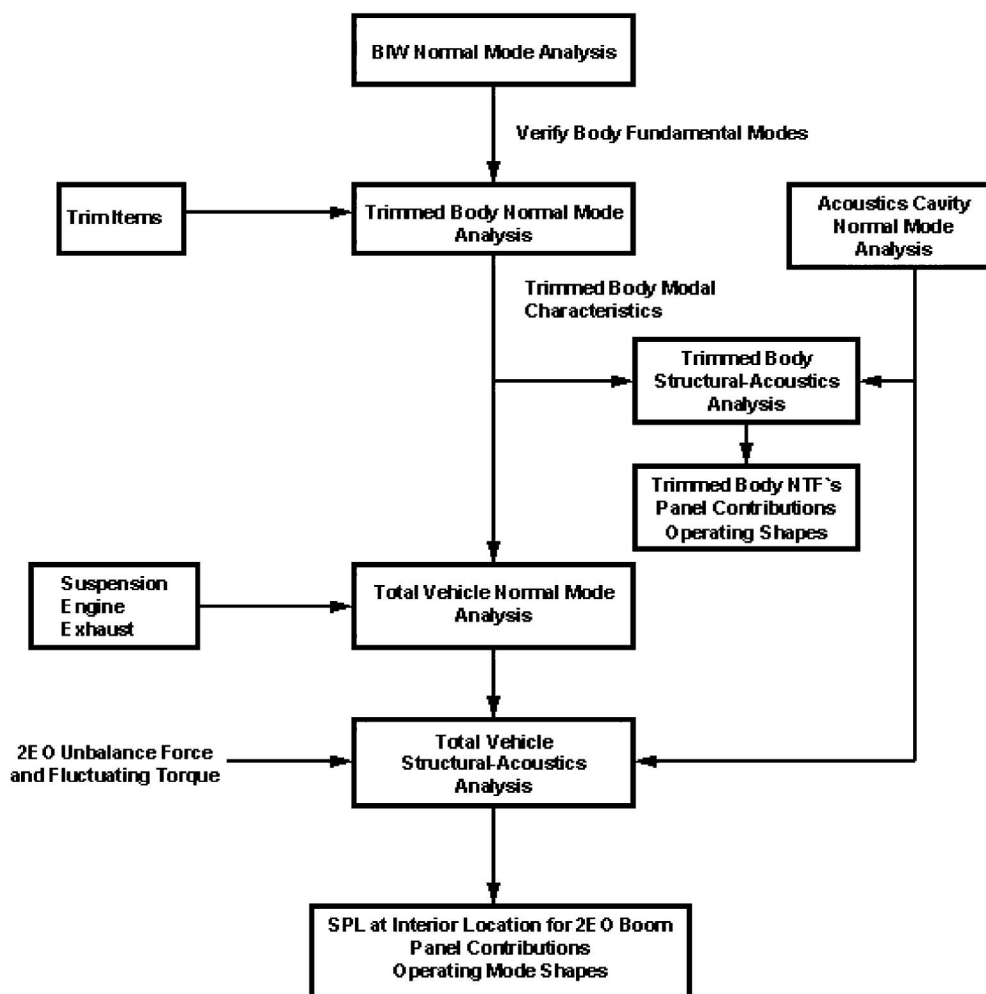 BIW Normal Mode Analysis
Verify Body Fundamental Modes
Trim Items
Trimmed Body Normal Mode
Analysis
Acoustics Cavity
Normal Mode
Analysis
Trimmed Body Modal
Characteristics
Trimmed Body
Structural-Acoustics
Analysis
Trimmed Body NTF`s
Panel Contributions
Operating Shapes
Suspension
Engine
Exhaust
Total Vehicle Normal Mode
Analysis
2EO Unbalance Force
and Fluctuating Torque
Total Vehicle
Structural-Acoustics
Analysis
SPL at Interior Location for 2EO Boom
Panel Contributions
Operating Mode Shapes